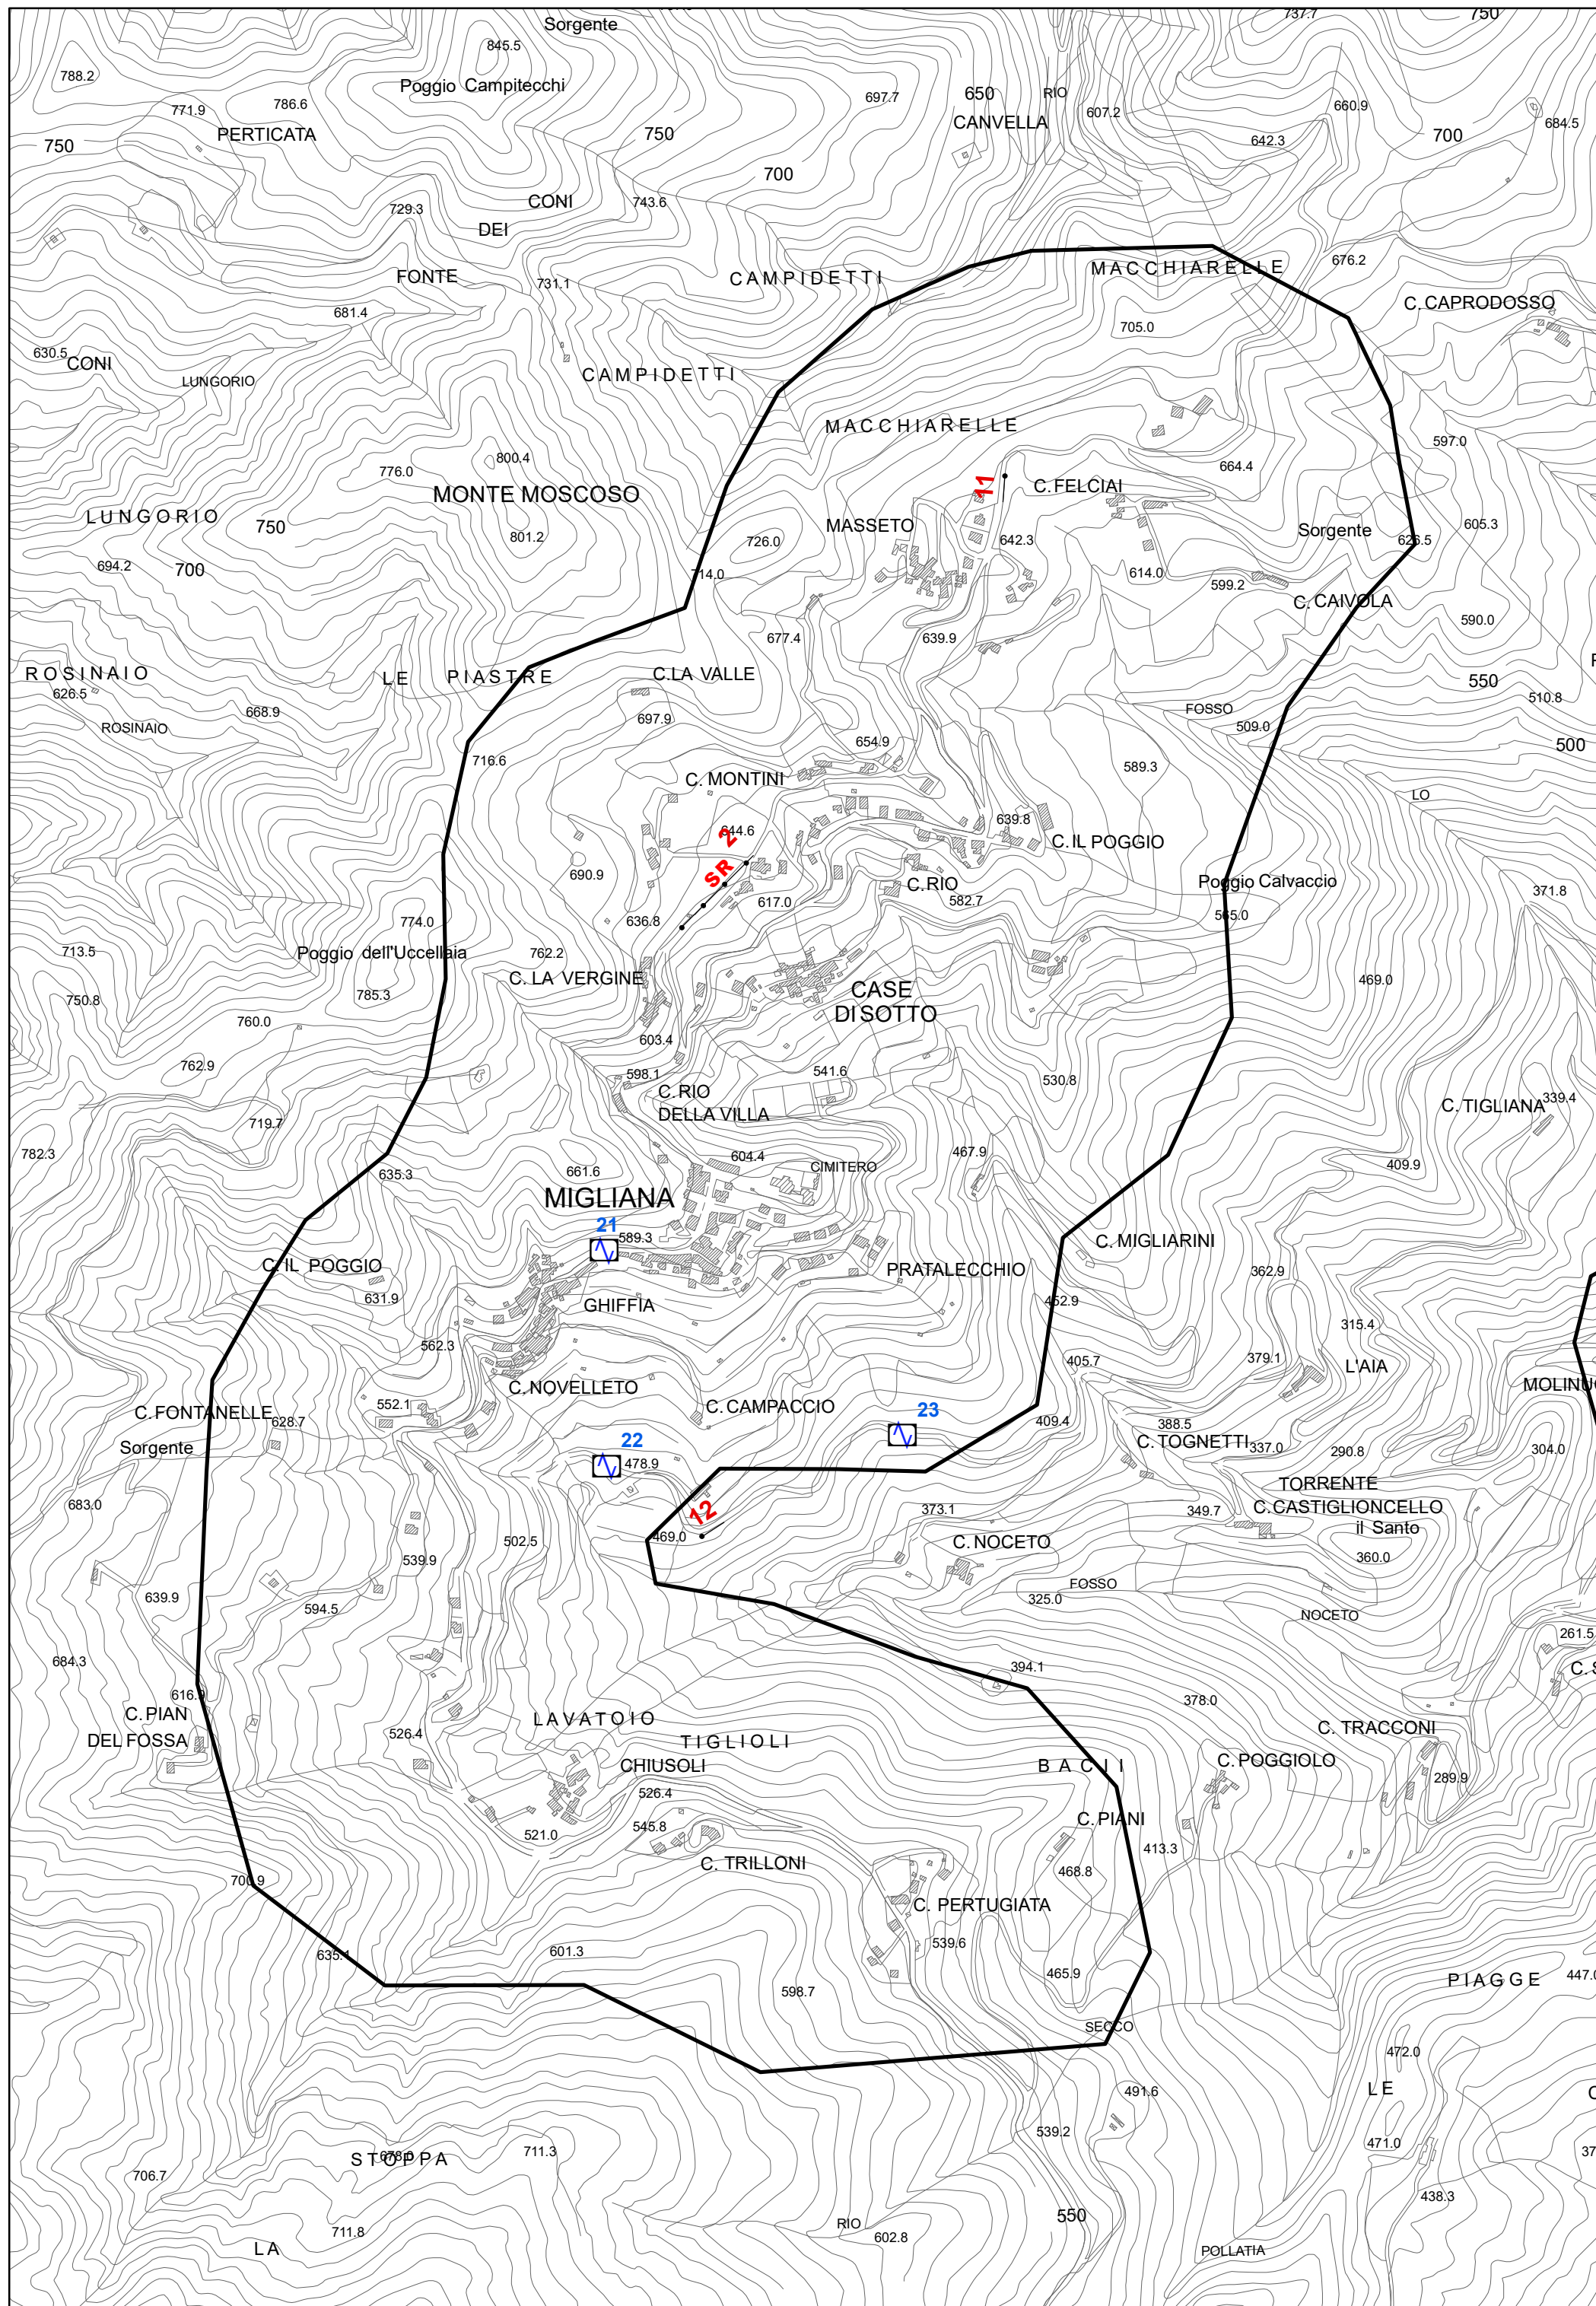 Sorgente
737.7
750
845.5
788.2
Poggio Campitecchi
786.6
771.9
697.7
650
RIO
607.2
660.9
684.5
PERTICATA
750
750
CANVELLA
642.3
700
700
CONI
743.6
729.3
DEI
FONTE
731.1
CAMPIDETTI
MACCHIARELLE
676.2
C. CAPRODOSSO
681.4
705.0
630.5
CONI
LUNGORIO
CAMPIDETTI
MACCHIARELLE
597.0
800.4
776.0
664.4
MONTE MOSCOSO
11
C. FELCIAI
LUNGORIO
750
MASSETO
605.3
Sorgente
801.2
726.0
642.3
626.5
694.2
700
714.0
614.0
599.2
C. CAIVOLA
590.0
677.4
639.9
ROSINAIO
LE
PIASTRE
C.LA VALLE
550
626.5
510.8
668.9
697.9
FOSSO
ROSINAIO
509.0
654.9
500
716.6
589.3
C. MONTINI
LO
644.6
639.8
2
C. IL POGGIO
SR
690.9
C. RIO
Poggio Calvaccio
371.8
617.0
582.7
774.0
636.8
565.0
713.5
Poggio dell'Uccellaia
762.2
C. LA VERGINE
469.0
785.3
CASE
750.8
DI SOTTO
760.0
603.4
762.9
598.1
541.6
530.8
C. RIO
DELLA VILLA
C. TIGLIANA
339.4
719.7
782.3
467.9
604.4
635.3
661.6
CIMITERO
409.9
MIGLIANA
21
589.3
C. MIGLIARINI
C. IL POGGIO
PRATALECCHIO
362.9
631.9
GHIFFIA
452.9
315.4
562.3
405.7
379.1
L'AIA
C. NOVELLETO
MOLINU
552.1
C. CAMPACCIO
C. FONTANELLE
23
628.7
409.4
388.5
Sorgente
22
C. TOGNETTI
337.0
290.8
304.0
478.9
TORRENTE
683.0
12
373.1
349.7
C. CASTIGLIONCELLO
il Santo
502.5
469.0
C. NOCETO
539.9
360.0
FOSSO
639.9
594.5
325.0
NOCETO
261.5
684.3
394.1
C. S
616.9
378.0
C. PIAN
LAVATOIO
C. TRACCONI
DEL FOSSA
526.4
TIGLIOLI
CHIUSOLI
BACII
C. POGGIOLO
289.9
526.4
545.8
C. PIANI
521.0
413.3
C. TRILLONI
468.8
700.9
C. PERTUGIATA
539.6
635.1
601.3
465.9
598.7
PIAGGE
447.0
SECCO
472.0
LE
491.6
539.2
471.0
STOPPA
678.6
711.3
706.7
438.3
550
RIO
711.8
602.8
LA
POLLATIA